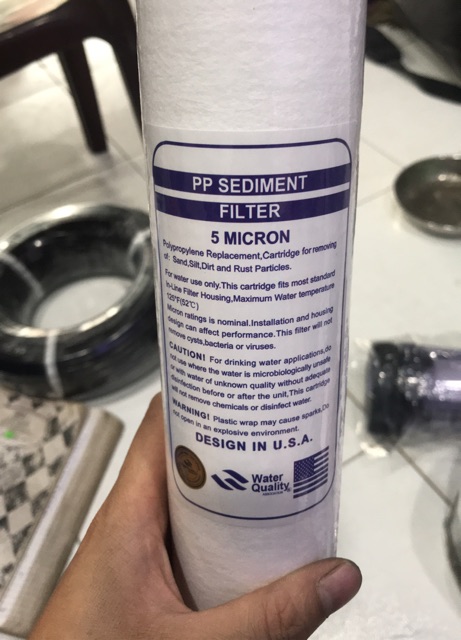 PP SEDIMENT
FILTER
5 MICRON
Polypropylene Replacement,Cartridge for removing
of: Sand,Silt,Dirt and Rust Particles.
For water use only.This cartridge fits most standard
In-Line Filter Housing,Maximum Water temperature
125°F(52°C)
Micron ratings is nominal.Installation and housing
design can affect performance.This filter will not
remove cysts,bacteria or viruses.
CAUTION! For drinking water applications,do
not use where the water is microbiologically unsafe
or with water of unknown quality without adequate
disinfection before or after the unit,This cartridge
will not remove chemicals or disinfect water.
WARNING! Plastic wrap may cause sparks,Do
not open in an explosive environment.
DESIGN IN U.S.A.
Water
Quality